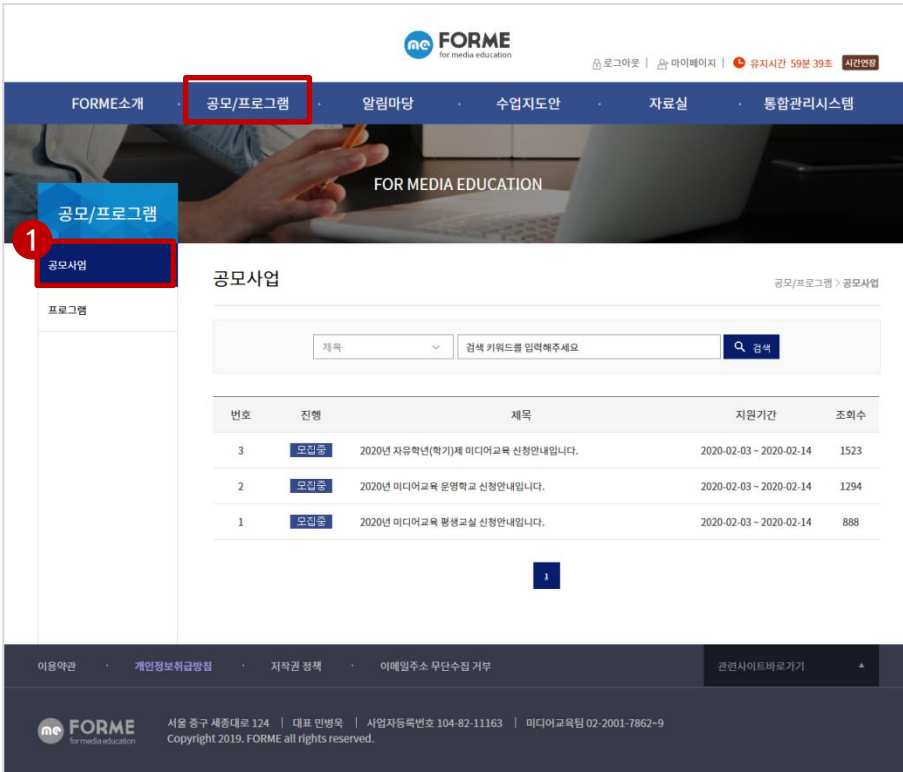 me FORME
for media education
로그아웃 | 마이페이지 | 유지시간 59분 39초 시간연장
FORME소개 · 공모/프로그램 · 알림마당 · 수업지도안 · 자료실 · 통합관리시스템
FOR MEDIA EDUCATION
공모/프로그램
1
공모사업
프로그램
공모사업
공모/프로그램 > 공모사업
제목 검색 키워드를 입력해주세요 검색
번호 진행 제목 지원기간 조회수
3 모집중 2020년 자유학년(학기)제 미디어교육 신청안내입니다. 2020-02-03 ~ 2020-02-14 1523
2 모집중 2020년 미디어교육 운영학교 신청안내입니다. 2020-02-03 ~ 2020-02-14 1294
1 모집중 2020년 미디어교육 평생교실 신청안내입니다. 2020-02-03 ~ 2020-02-14 888
1
이용약관 · 개인정보취급방침 · 저작권 정책 · 이메일주소 무단수집 거부 관련사이트바로가기
me FORME
for media education
서울 중구 세종대로 124 | 대표 민병욱 | 사업자등록번호 104-82-11163 | 미디어교육팀 02-2001-7862~9
Copyright 2019. FORME all rights reserved.